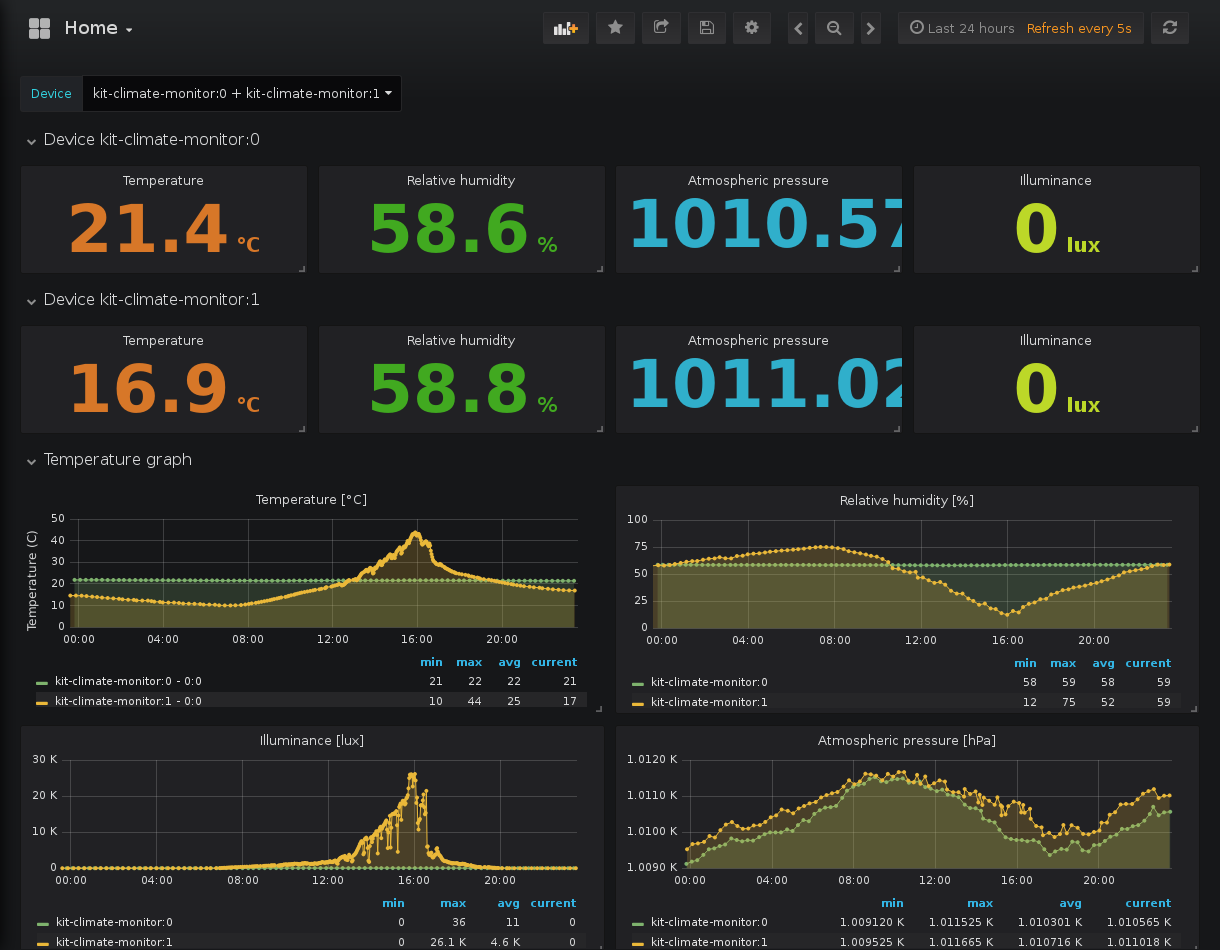 Home
Last 24 hours Refresh every 5s
Device kit-climate-monitor:0 + kit-climate-monitor:1
Device kit-climate-monitor:0
Temperature Relative humidity Atmospheric pressure Illuminance
21.4 °C 58.6 % 1010.57 0 lux
Device kit-climate-monitor:1
Temperature Relative humidity Atmospheric pressure Illuminance
16.9 °C 58.8 % 1011.02 0 lux
Temperature graph
Temperature [°C]
Temperature (C)
50
40
30
20
10
0
00:00 04:00 08:00 12:00 16:00 20:00
min max avg current
kit-climate-monitor:0 - 0:0 21 22 22 21
kit-climate-monitor:1 - 0:0 10 44 25 17
Relative humidity [%]
100
75
50
25
0
00:00 04:00 08:00 12:00 16:00 20:00
min max avg current
kit-climate-monitor:0 58 59 58 59
kit-climate-monitor:1 12 75 52 59
Illuminance [lux]
30 K
20 K
10 K
0
00:00 04:00 08:00 12:00 16:00 20:00
min max avg current
kit-climate-monitor:0 0 36 11 0
kit-climate-monitor:1 0 26.1 K 4.6 K 0
Atmospheric pressure [hPa]
1.0120 K
1.0110 K
1.0100 K
1.0090 K
00:00 04:00 08:00 12:00 16:00 20:00
min max avg current
kit-climate-monitor:0 1.009120 K 1.011525 K 1.010301 K 1.010565 K
kit-climate-monitor:1 1.009525 K 1.011665 K 1.010716 K 1.011018 K